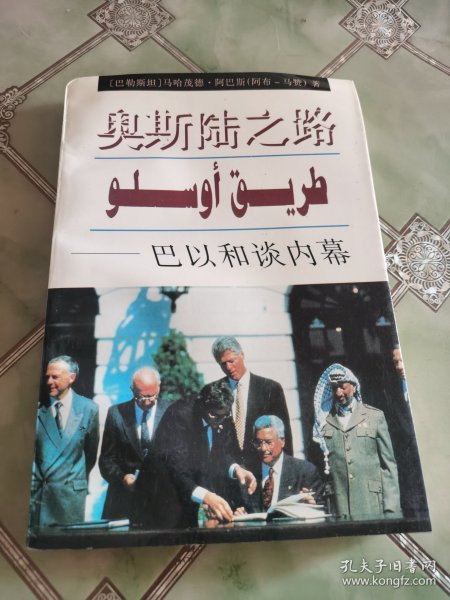 [巴勒斯坦]马哈茂德·阿巴斯(阿布-马赞) 著
奥斯陆之路
طريق أوسلو
——巴以和谈内幕
孔夫子旧书网
www.kongfz.com